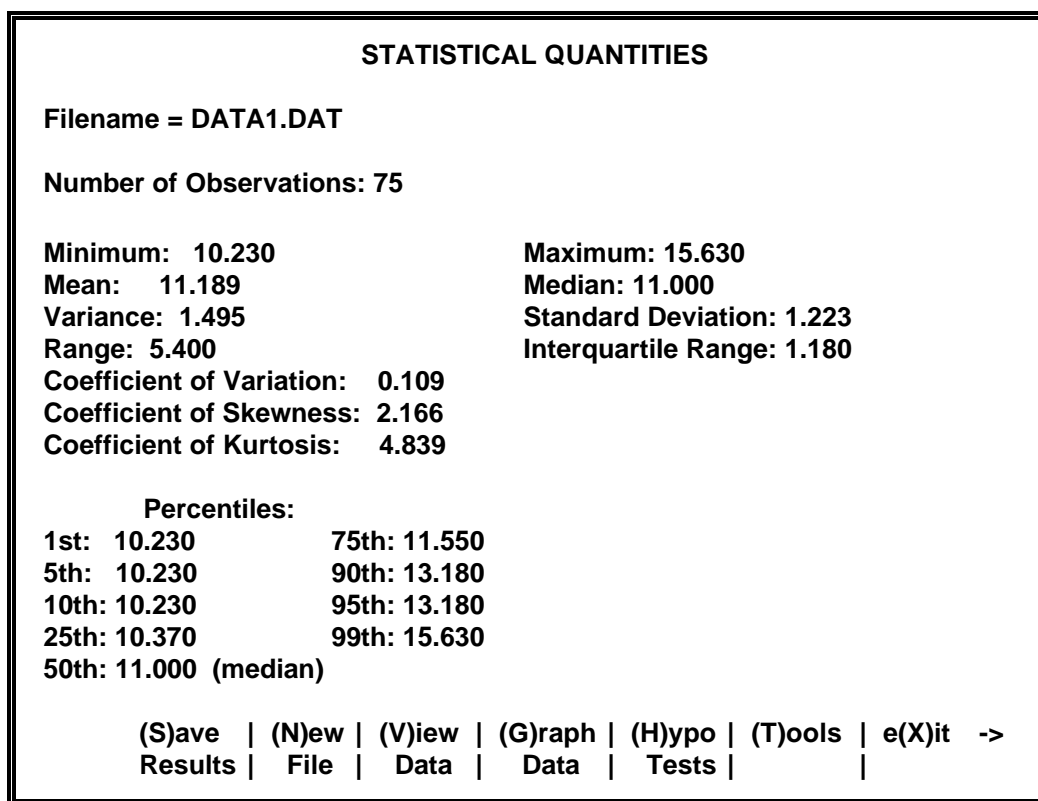 STATISTICAL QUANTITIES
Filename = DATA1.DAT
Number of Observations: 75
Minimum: 10.230 Maximum: 15.630
Mean: 11.189 Median: 11.000
Variance: 1.495 Standard Deviation: 1.223
Range: 5.400 Interquartile Range: 1.180
Coefficient of Variation: 0.109
Coefficient of Skewness: 2.166
Coefficient of Kurtosis: 4.839
Percentiles:
1st: 10.230 75th: 11.550
5th: 10.230 90th: 13.180
10th: 10.230 95th: 13.180
25th: 10.370 99th: 15.630
50th: 11.000 (median)
(S)ave | (N)ew | (V)iew | (G)raph | (H)ypo | (T)ools | e(X)it ->
Results | File | Data | Data | Tests | |